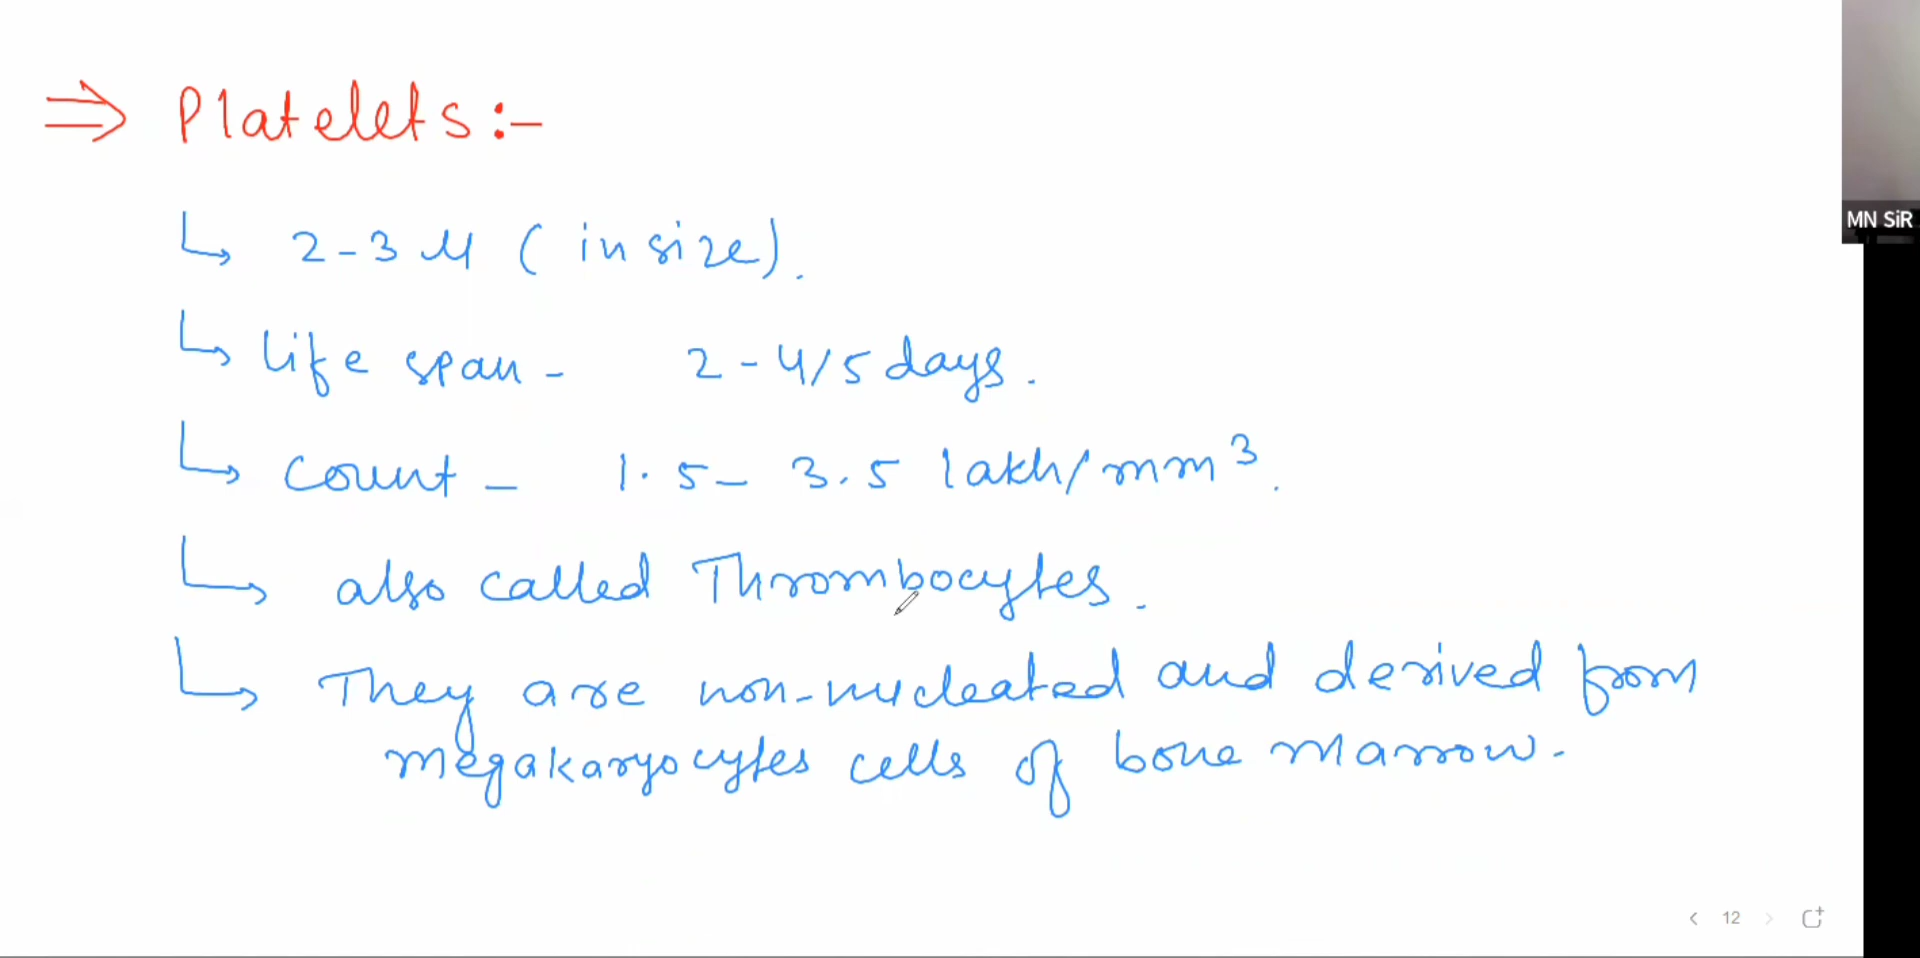 ⇒ Platelets:-
↳ 2-3 µ (in size).
↳ life span - 2-4/5 days.
↳ count - 1.5 - 3.5 lakh/mm³.
↳ also called Thrombocytes.
↳ They are non-nucleated and derived from
megakaryocytes cells of bone marrow.
MN SiR
< 12 >